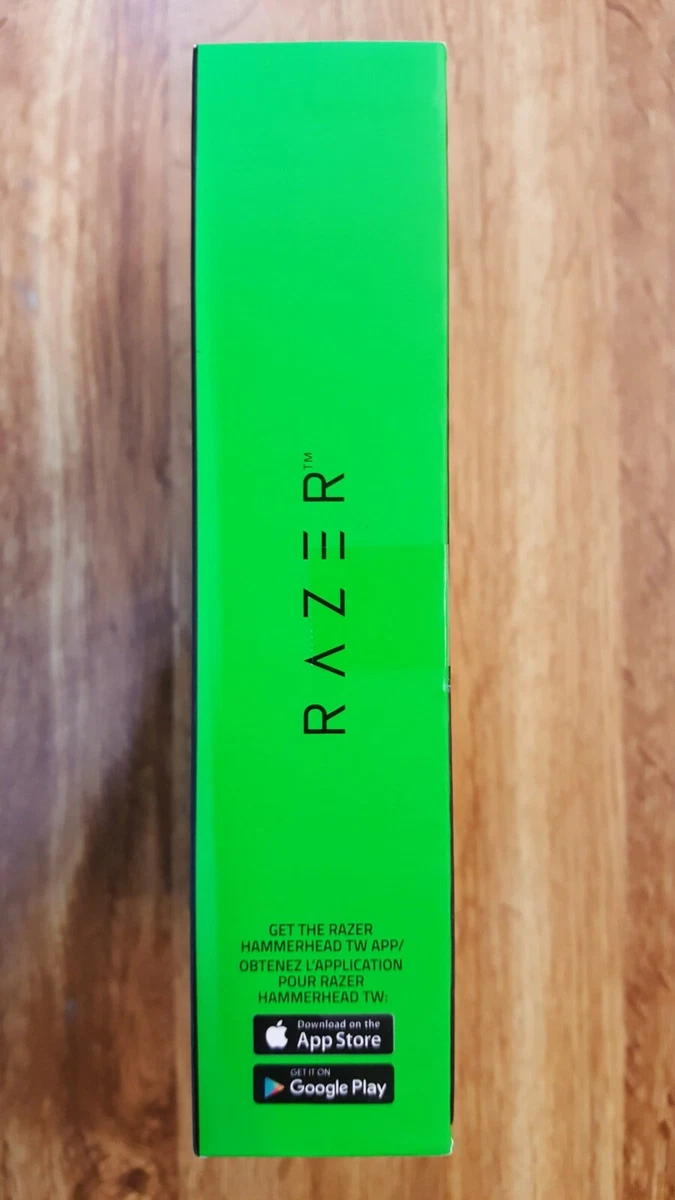 RAZER™
GET THE RAZER
HAMMERHEAD TW APP/
OBTENEZ L'APPLICATION
POUR RAZER
HAMMERHEAD TW:
Download on the
App Store
GET IT ON
Google Play